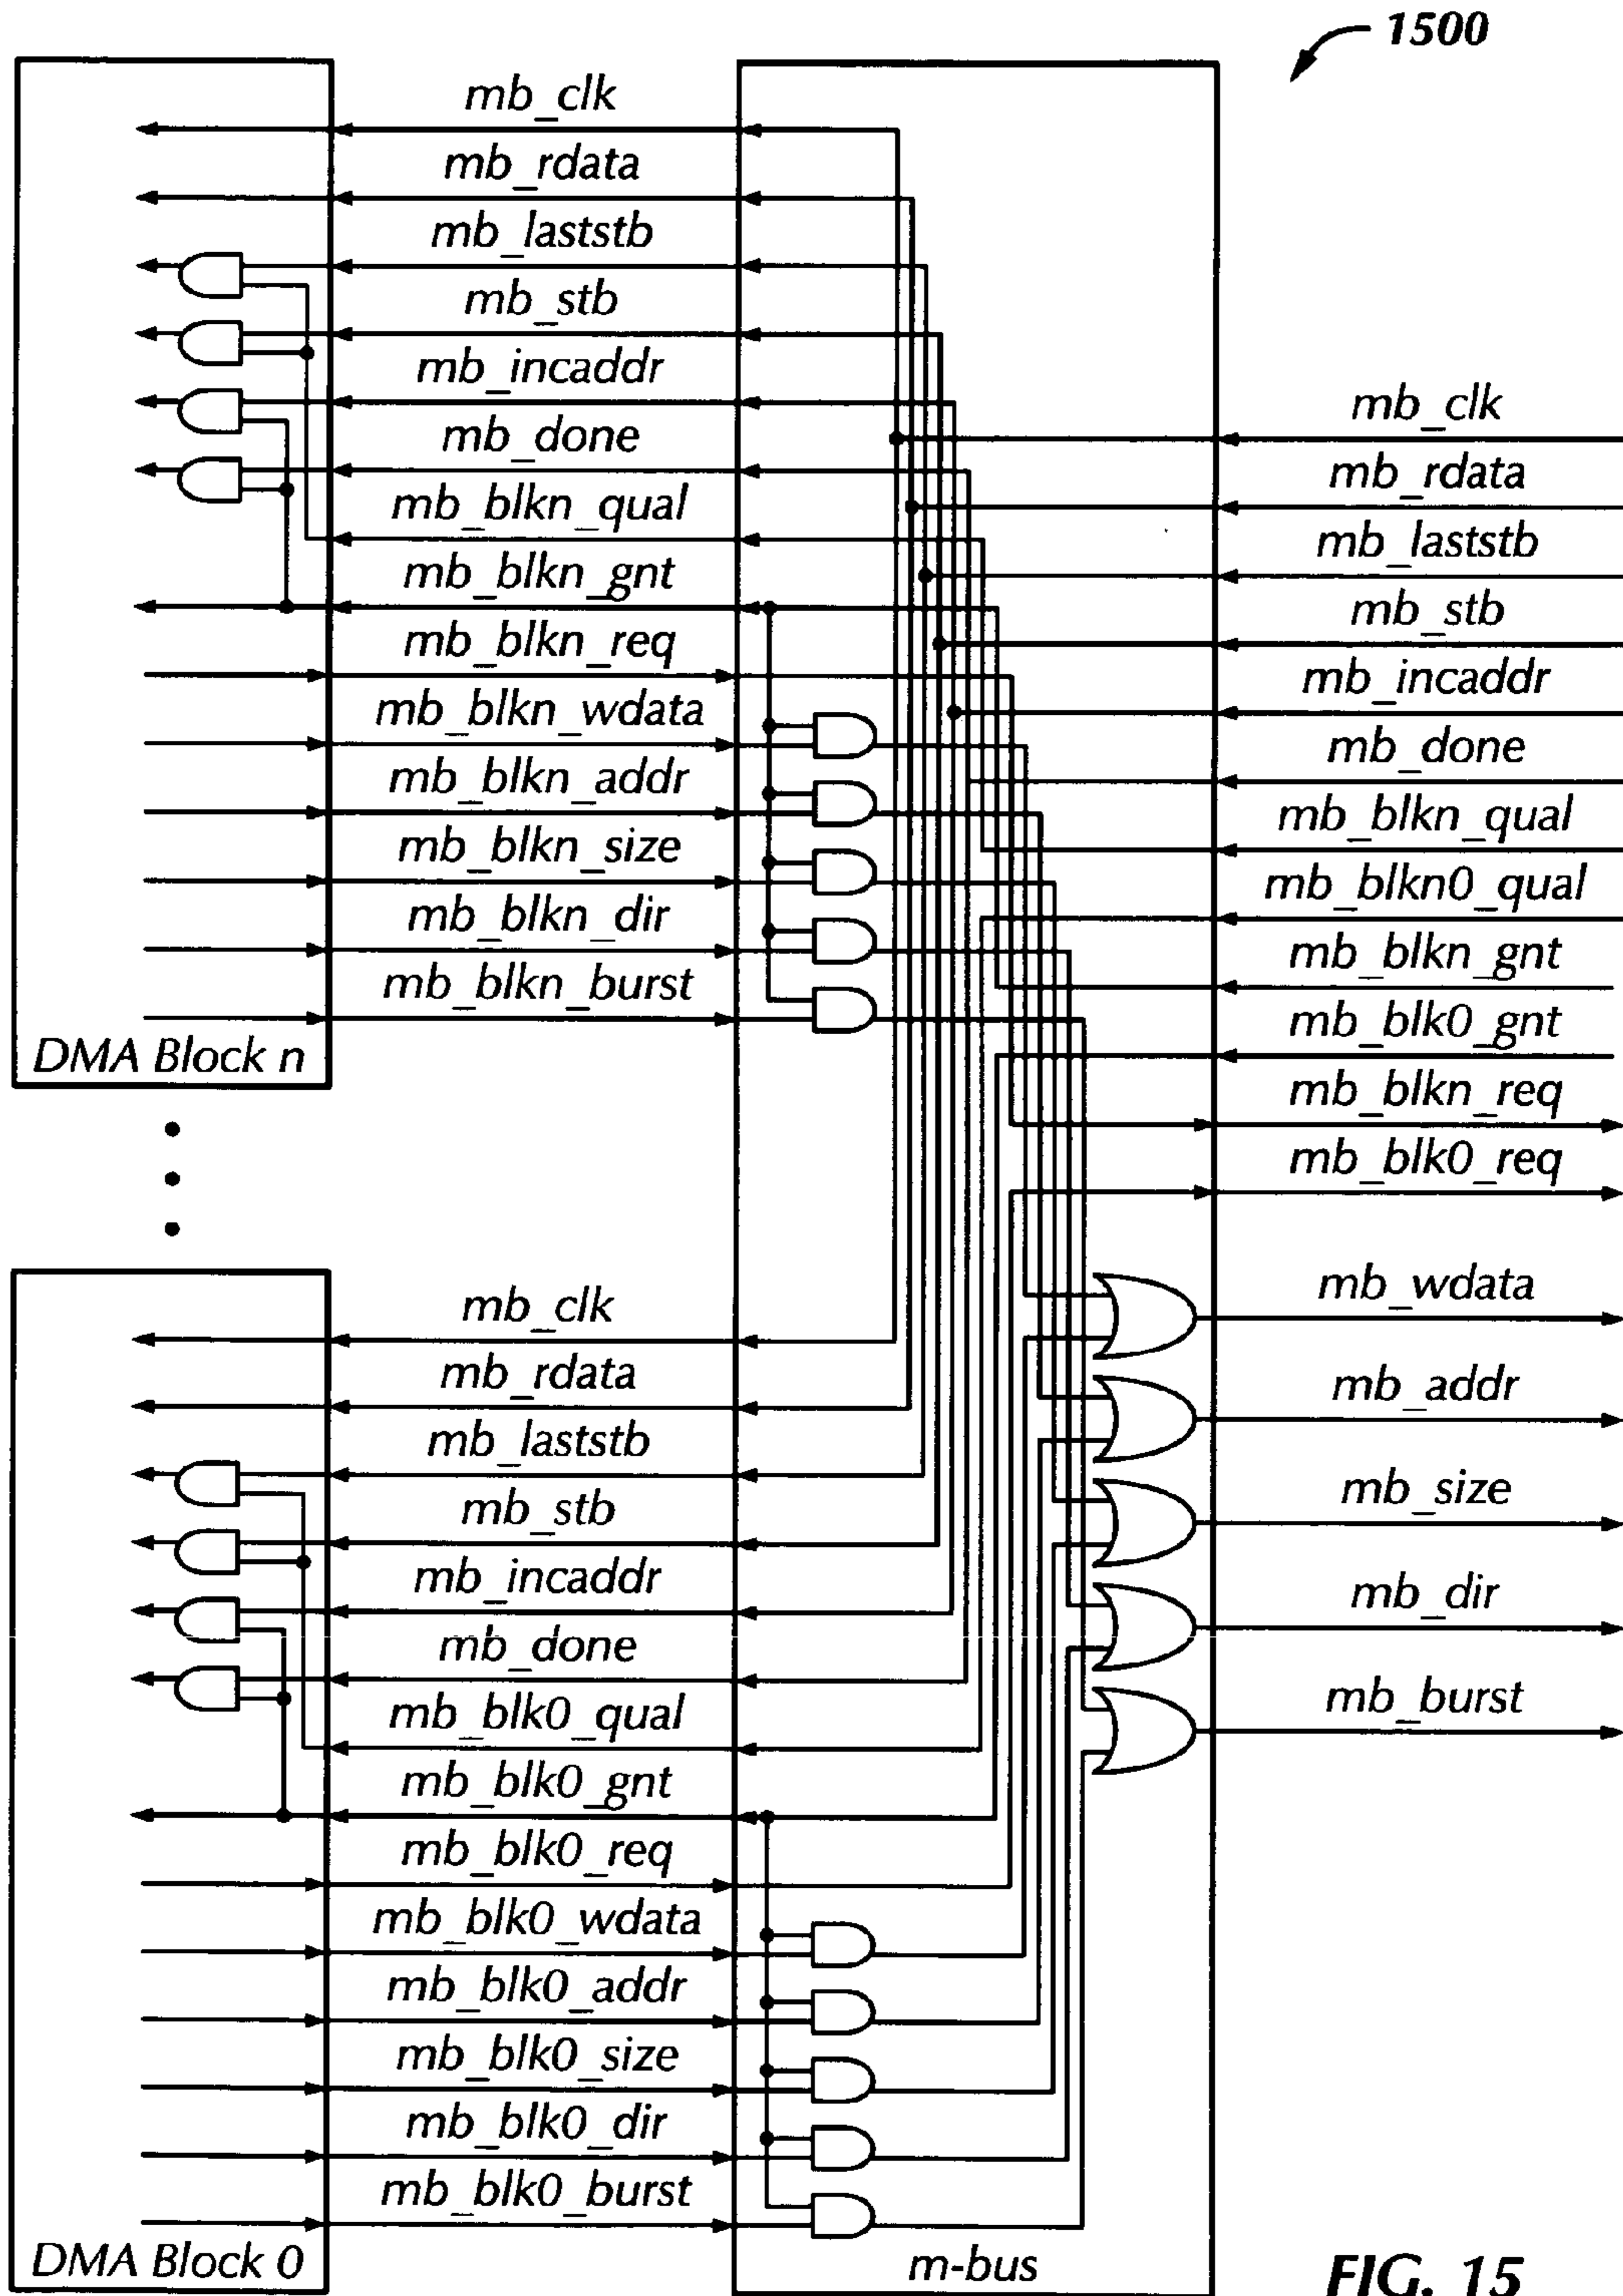 1500
mb_clk
mb_rdata
mb_laststb
mb_stb
mb_incaddr
mb_done
mb_blkn_qual
mb_blkn_gnt
mb_blkn_req
mb_blkn_wdata
mb_blkn_addr
mb_blkn_size
mb_blkn_dir
mb_blkn_burst
DMA Block n
mb_clk
mb_rdata
mb_laststb
mb_stb
mb_incaddr
mb_done
mb_blkn_qual
mb_blkn0_qual
mb_blkn_gnt
mb_blk0_gnt
mb_blkn_req
mb_blk0_req
mb_wdata
mb_addr
mb_size
mb_dir
mb_burst
mb_clk
mb_rdata
mb_laststb
mb_stb
mb_incaddr
mb_done
mb_blk0_qual
mb_blk0_gnt
mb_blk0_req
mb_blk0_wdata
mb_blk0_addr
mb_blk0_size
mb_blk0_dir
mb_blk0_burst
DMA Block 0
m-bus
FIG. 15